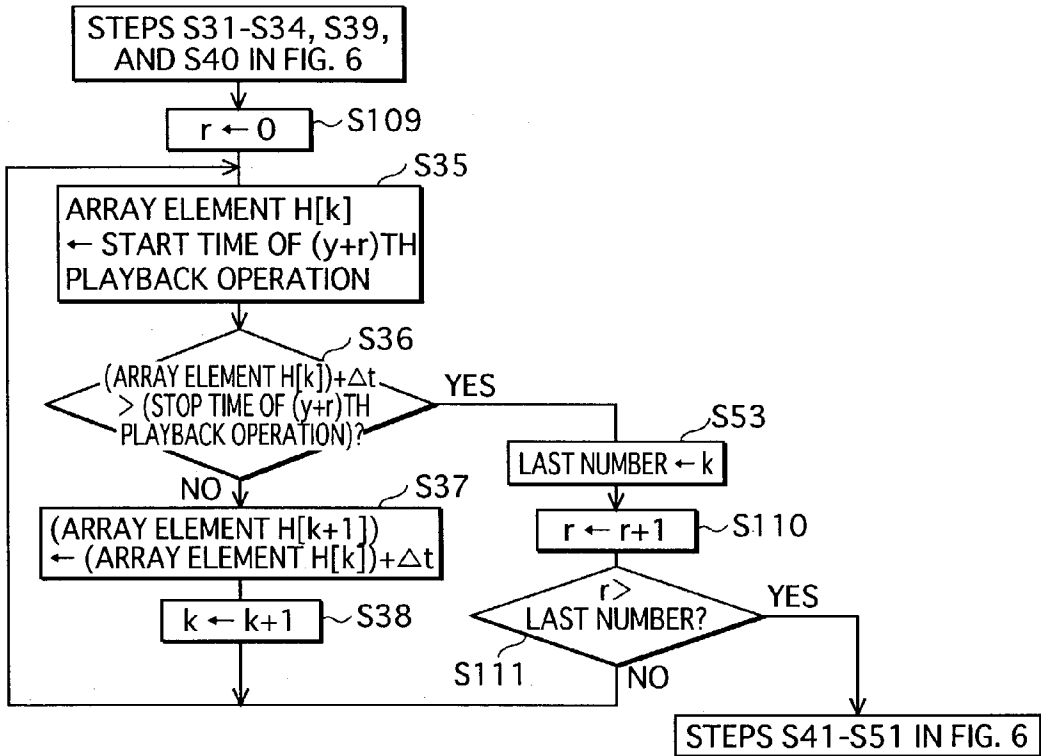 STEPS S31-S34, S39,
AND S40 IN FIG. 6
r ← 0
S109
S35
ARRAY ELEMENT H[k]
← START TIME OF (y+r)TH
PLAYBACK OPERATION
S36
(ARRAY ELEMENT H[k])+△t
> (STOP TIME OF (y+r)TH
PLAYBACK OPERATION)?
YES
NO
S37
(ARRAY ELEMENT H[k+1])
← (ARRAY ELEMENT H[k])+△t
k ← k+1
S38
S53
LAST NUMBER ← k
r ← r+1
S110
r >
LAST NUMBER?
YES
S111
NO
STEPS S41-S51 IN FIG. 6